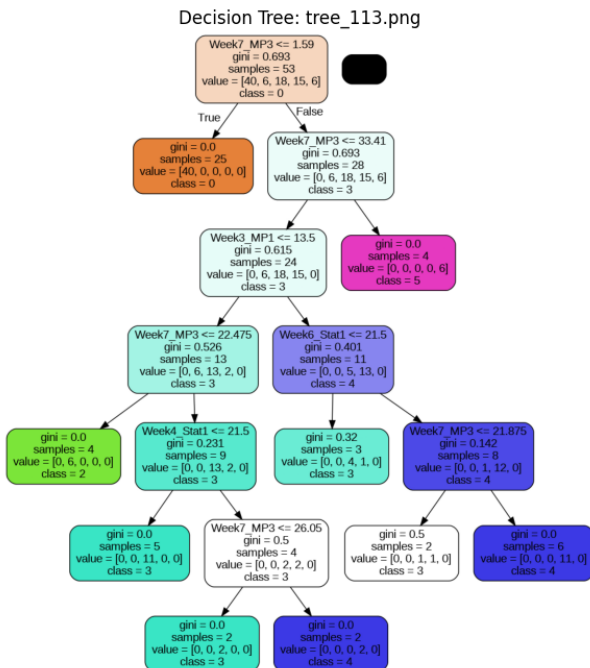 Decision Tree: tree_113.png
Week7_MP3 <= 1.59
gini = 0.693
samples = 53
value = [40, 6, 18, 15, 6]
class = 0
True
False
gini = 0.0
samples = 25
value = [40, 0, 0, 0, 0]
class = 0
Week7_MP3 <= 33.41
gini = 0.693
samples = 28
value = [0, 6, 18, 15, 6]
class = 3
Week3_MP1 <= 13.5
gini = 0.615
samples = 24
value = [0, 6, 18, 15, 0]
class = 3
gini = 0.0
samples = 4
value = [0, 0, 0, 0, 6]
class = 5
Week7_MP3 <= 22.475
gini = 0.526
samples = 13
value = [0, 6, 13, 2, 0]
class = 3
Week6_Stat1 <= 21.5
gini = 0.401
samples = 11
value = [0, 0, 5, 13, 0]
class = 4
gini = 0.0
samples = 4
value = [0, 6, 0, 0, 0]
class = 2
Week4_Stat1 <= 21.5
gini = 0.231
samples = 9
value = [0, 0, 13, 2, 0]
class = 3
gini = 0.32
samples = 3
value = [0, 0, 4, 1, 0]
class = 3
Week7_MP3 <= 21.875
gini = 0.142
samples = 8
value = [0, 0, 1, 12, 0]
class = 4
gini = 0.0
samples = 5
value = [0, 0, 11, 0, 0]
class = 3
Week7_MP3 <= 26.05
gini = 0.5
samples = 4
value = [0, 0, 2, 2, 0]
class = 3
gini = 0.5
samples = 2
value = [0, 0, 1, 1, 0]
class = 3
gini = 0.0
samples = 6
value = [0, 0, 0, 11, 0]
class = 4
gini = 0.0
samples = 2
value = [0, 0, 2, 0, 0]
class = 3
gini = 0.0
samples = 2
value = [0, 0, 0, 2, 0]
class = 4